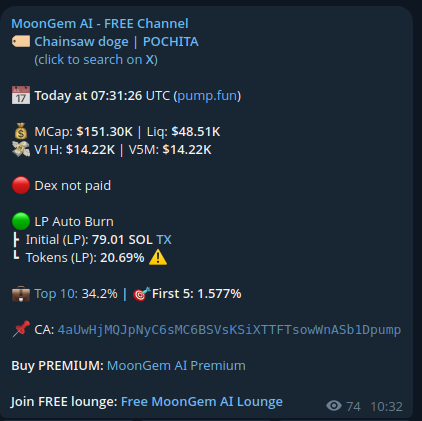 MoonGem AI - FREE Channel
Chainsaw doge | POCHITA
(click to search on X)
Today at 07:31:26 UTC (pump.fun)
MCap: $151.30K | Liq: $48.51K
V1H: $14.22K | V5M: $14.22K
Dex not paid
LP Auto Burn
┣ Initial (LP): 79.01 SOL TX
┗ Tokens (LP): 20.69% ⚠️
Top 10: 34.2% | 🎯First 5: 1.577%
CA: 4aUwHjMQJpNyC6sMC6BSVsKSiXTTFTsowWnASb1Dpump
Buy PREMIUM: MoonGem AI Premium
Join FREE lounge: Free MoonGem AI Lounge
74 10:32